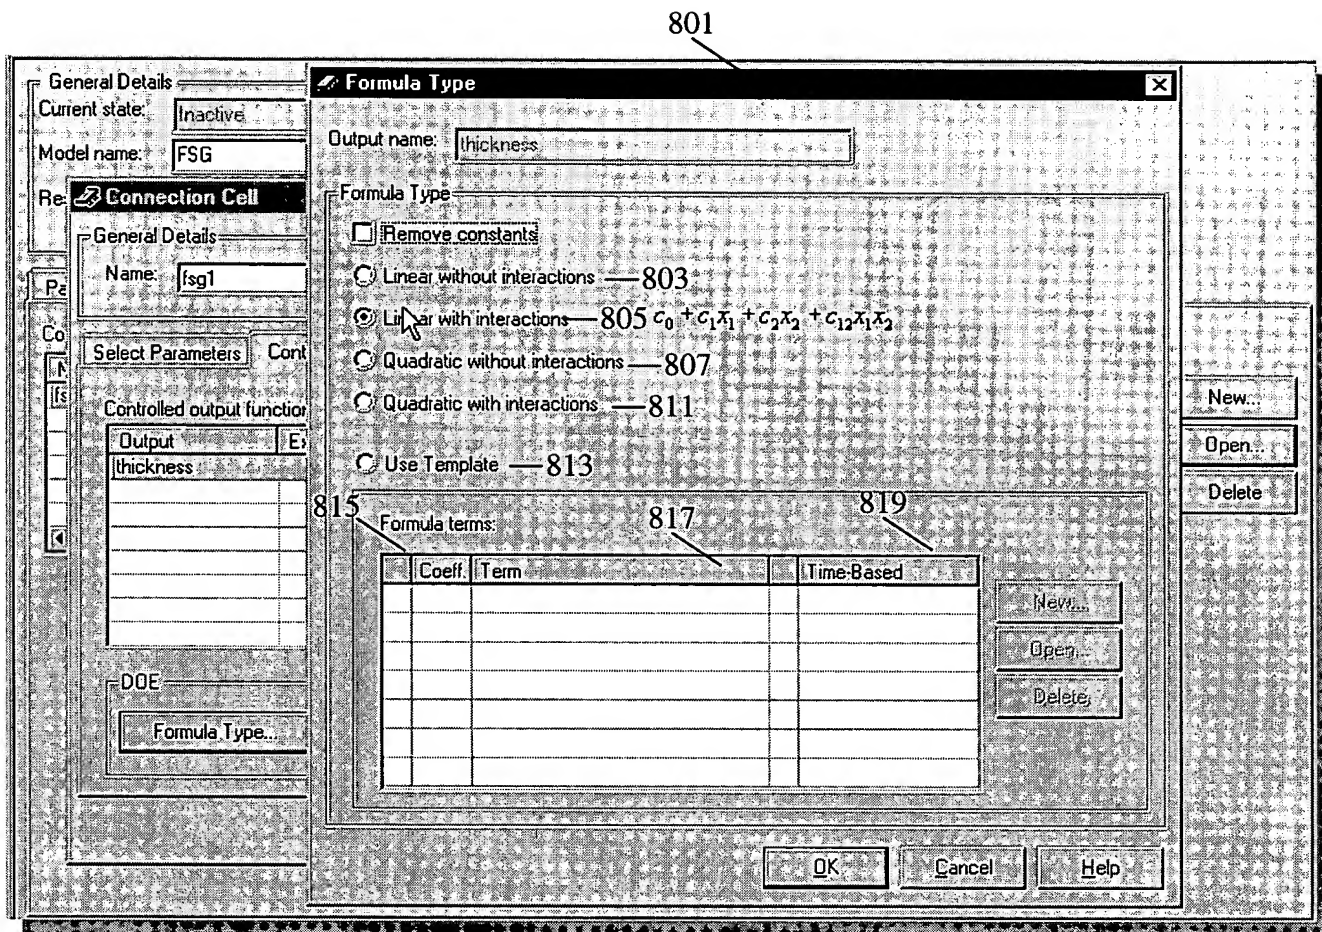 801
General Details
Current state: Inactive
Model name: FSG
Re
Connection Cell
General Details
Name: fsg1
Pa
Co
Select Parameters Cont
N
fs
Controlled output function
Output Ex
thickness
DOE
Formula Type...
Formula Type
Output name: thickness
Formula Type
Remove constants
Linear without interactions 803
Linear with interactions 805 c₀ + c₁x₁ + c₂x₂ + c₁₂x₁x₂
Quadratic without interactions 807
Quadratic with interactions 811
Use Template 813
815 817 819
Formula terms:
Coeff. Term Time-Based
New...
Open...
Delete
OK Cancel Help
New...
Open...
Delete